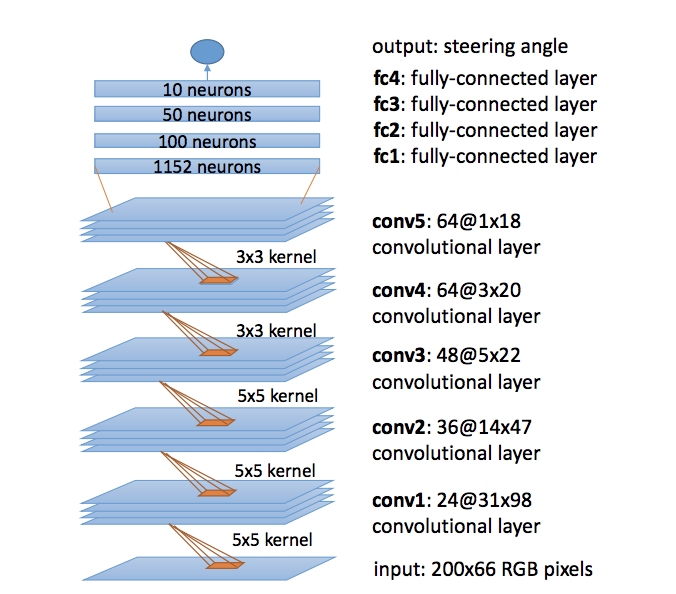 output: steering angle
10 neurons
fc4: fully-connected layer
50 neurons
fc3: fully-connected layer
100 neurons
fc2: fully-connected layer
1152 neurons
fc1: fully-connected layer
conv5: 64@1x18
convolutional layer
3x3 kernel
conv4: 64@3x20
convolutional layer
3x3 kernel
conv3: 48@5x22
convolutional layer
5x5 kernel
conv2: 36@14x47
convolutional layer
5x5 kernel
conv1: 24@31x98
convolutional layer
5x5 kernel
input: 200x66 RGB pixels